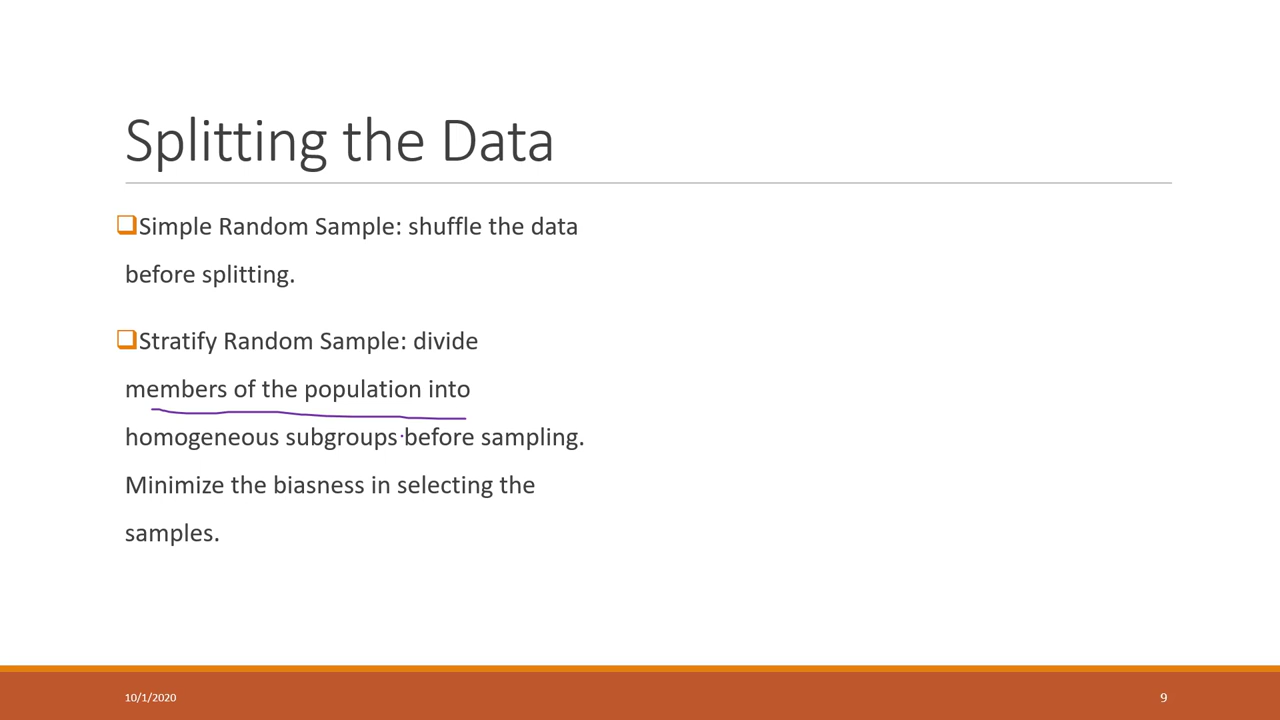 Splitting the Data
Simple Random Sample: shuffle the data
before splitting.
Stratify Random Sample: divide
members of the population into
homogeneous subgroups before sampling.
Minimize the biasness in selecting the
samples.
10/1/2020
9